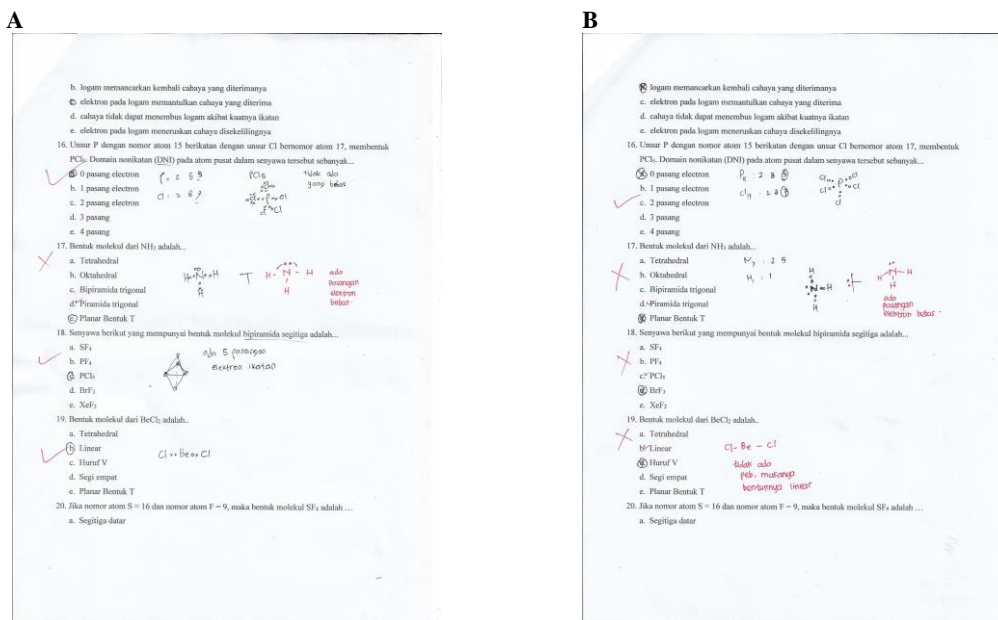 A
b. logam memancarkan kembali cahaya yang diterimanya
c. elektron pada logam memantulkan cahaya yang diterima
d. cahaya tidak dapat menembus logam akibat kuatnya ikatan
e. elektron pada logam meneruskan cahaya disekelilingnya
16. Unsur P dengan nomor atom 15 berikatan dengan unsur Cl bernomor atom 17, membentuk
PCl₅. Domain nonikatan (DNI) pada atom pusat dalam senyawa tersebut sebanyak...
a. 0 pasang electron
b. 1 pasang electron
c. 2 pasang electron
d. 3 pasang
e. 4 pasang
PCl₅
tidak ada
yang bebas
17. Bentuk molekul dari NH₃ adalah...
a. Tetrahedral
b. Oktahedral
c. Bipiramida trigonal
d. Piramida trigonal
e. Planar Bentuk T
T
H - N - H
H
ada
pasangan
elektron
bebas.
18. Senyawa berikut yang mempunyai bentuk molekul bipiramida segitiga adalah...
a. SF₄
b. PF₄
c. PCl₅
d. BrF₃
e. XeF₂
ada 5 pasangan
elektron ikatan
19. Bentuk molekul dari BeCl₂ adalah..
a. Tetrahedral
b. Linear
c. Huruf V
d. Segi empat
e. Planar Bentuk T
20. Jika nomor atom S = 16 dan nomor atom F = 9, maka bentuk molekul SF₄ adalah ...
a. Segitiga datar
B
b. logam memancarkan kembali cahaya yang diterimanya
c. elektron pada logam memantulkan cahaya yang diterima
d. cahaya tidak dapat menembus logam akibat kuatnya ikatan
e. elektron pada logam meneruskan cahaya disekelilingnya
16. Unsur P dengan nomor atom 15 berikatan dengan unsur Cl bernomor atom 17, membentuk
PCl₅. Domain nonikatan (DNI) pada atom pusat dalam senyawa tersebut sebanyak...
a. 0 pasang electron
b. 1 pasang electron
c. 2 pasang electron
d. 3 pasang
e. 4 pasang
17. Bentuk molekul dari NH₃ adalah...
a. Tetrahedral
b. Oktahedral
c. Bipiramida trigonal
d. Piramida trigonal
e. Planar Bentuk T
N₇ : 2 5
H₁ : 1
H - N - H
H
ada
pasangan
elektron bebas.
18. Senyawa berikut yang mempunyai bentuk molekul bipiramida segitiga adalah...
a. SF₄
b. PF₄
c. PCl₅
d. BrF₃
e. XeF₂
19. Bentuk molekul dari BeCl₂ adalah..
a. Tetrahedral
b. Linear
c. Huruf V
d. Segi empat
e. Planar Bentuk T
Cl - Be - Cl
tidak ada
peb, makanya
bentuknya linear
20. Jika nomor atom S = 16 dan nomor atom F = 9, maka bentuk molekul SF₄ adalah ...
a. Segitiga datar